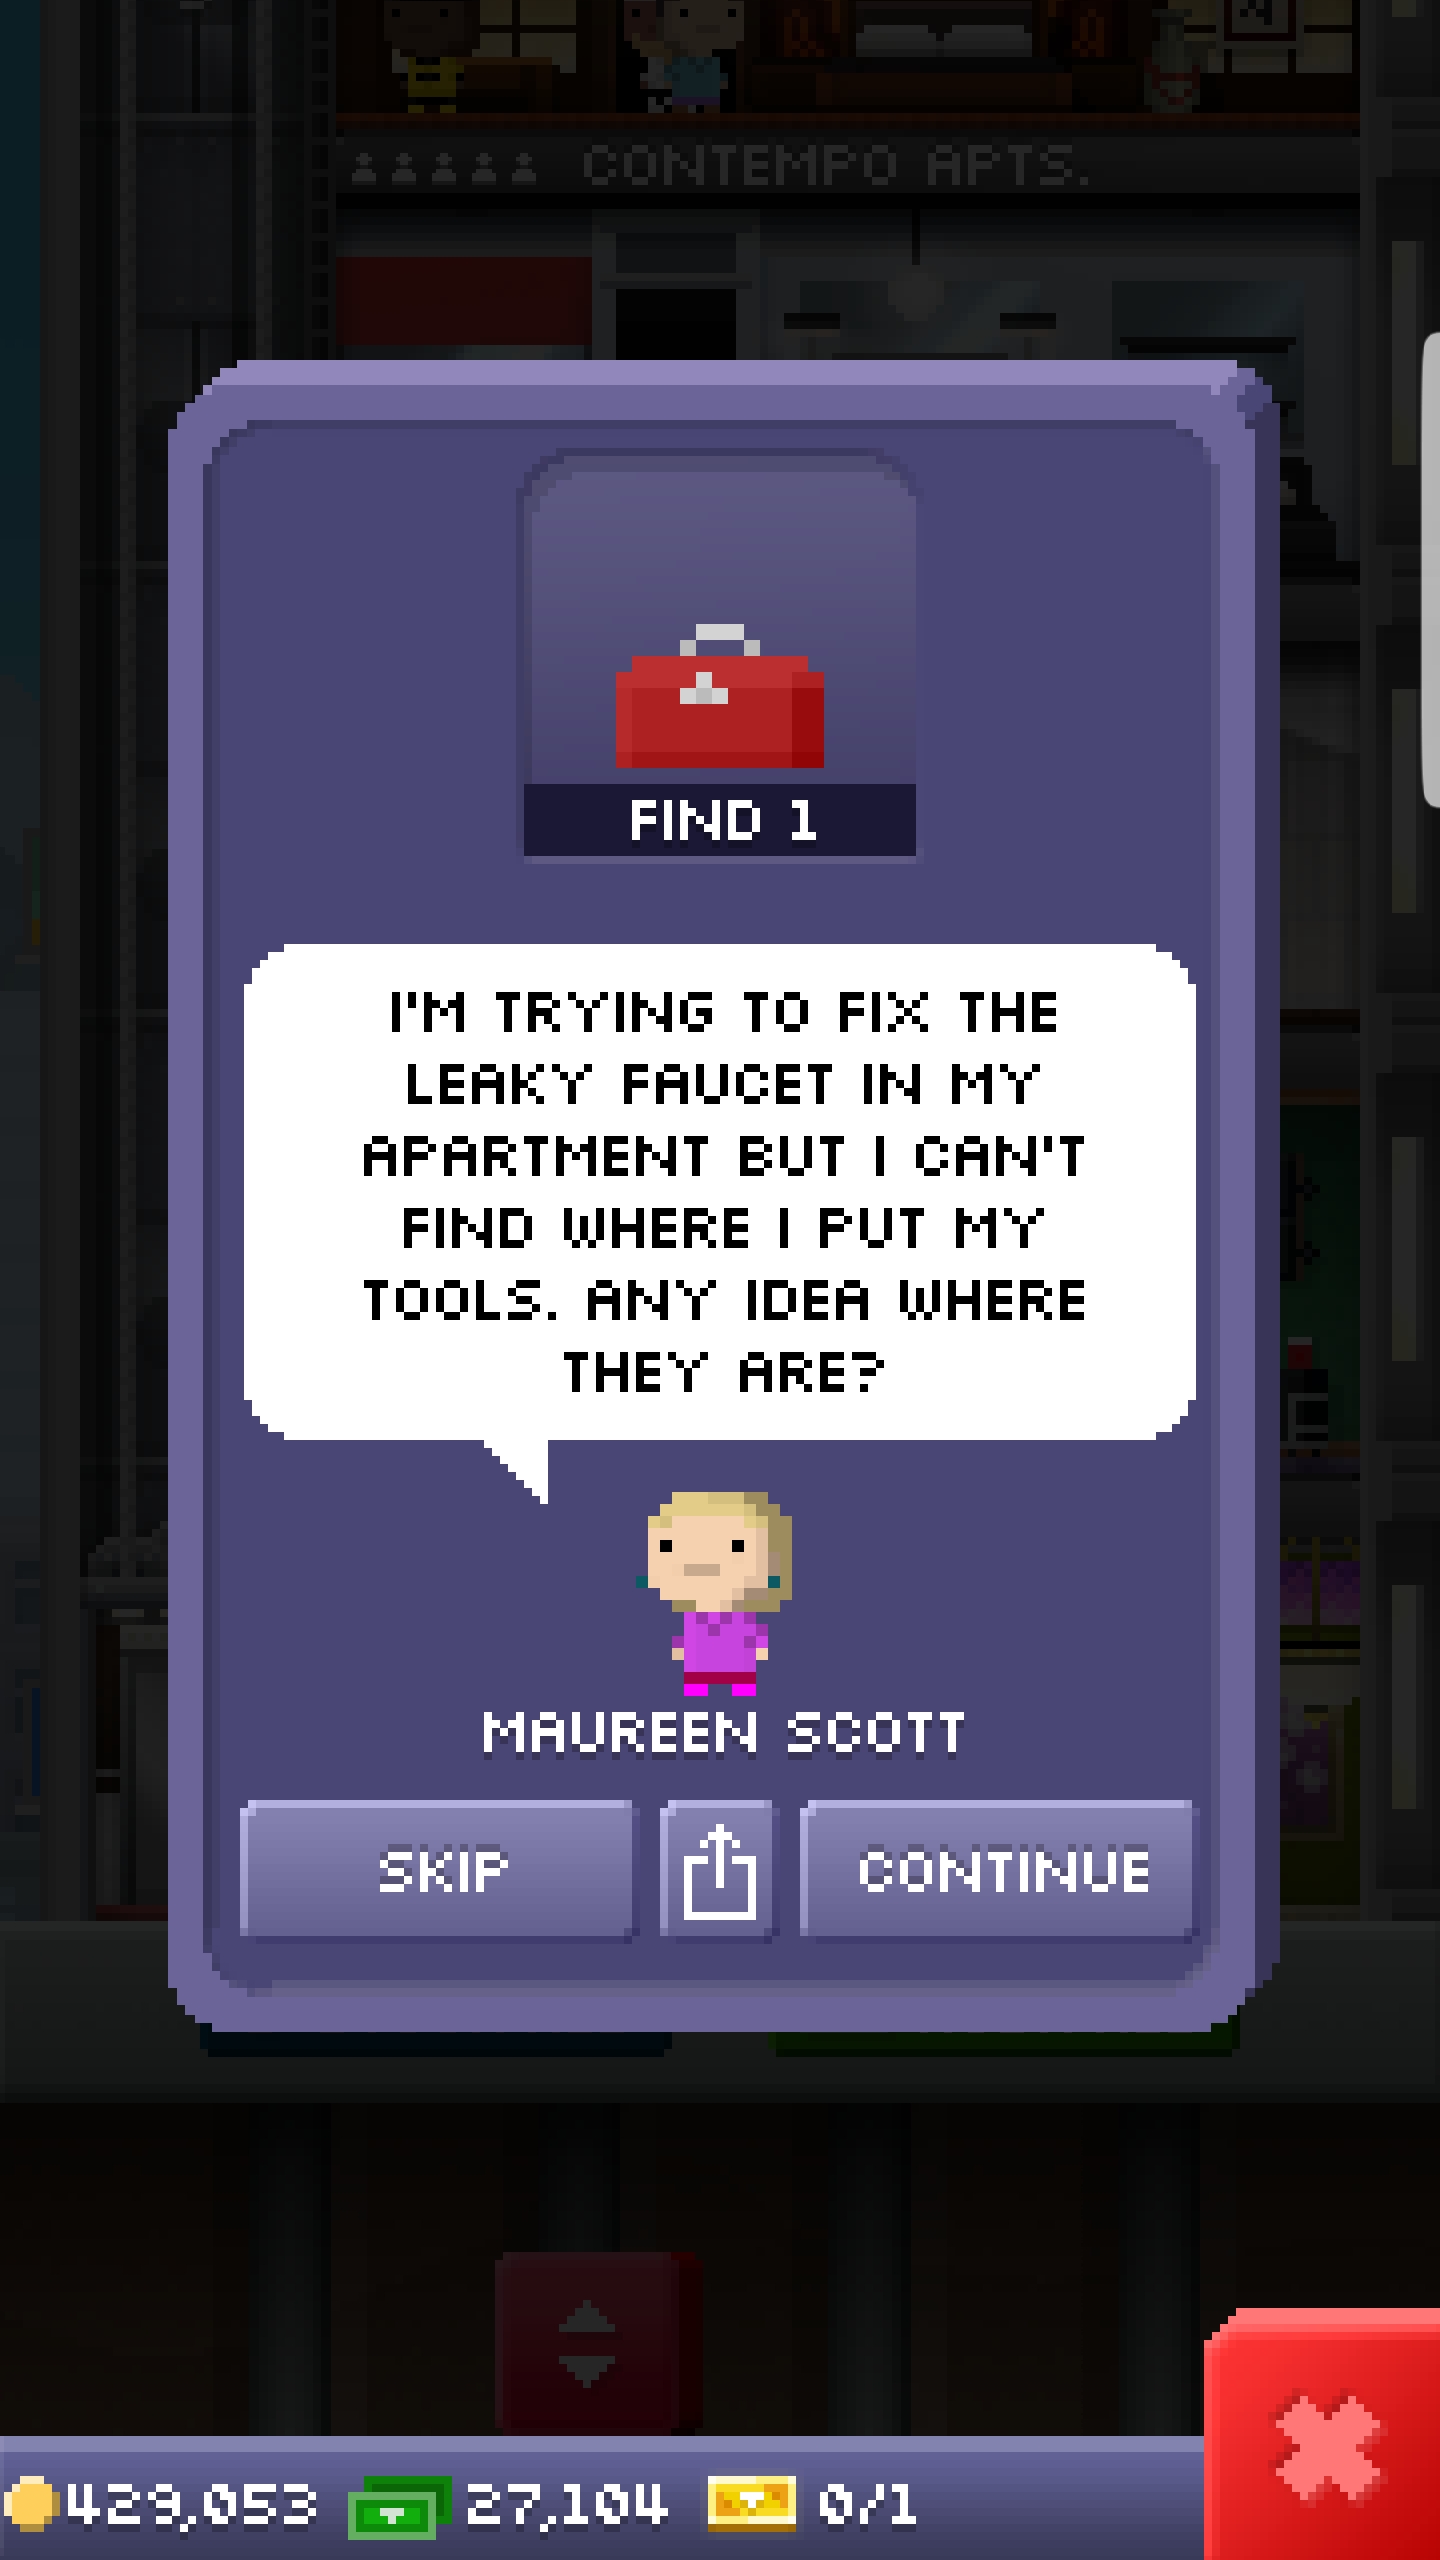 CONTEMPO APTS.
FIND 1
I'M TRYING TO FIX THE
LEAKY FAUCET IN MY
APARTMENT BUT I CAN'T
FIND WHERE I PUT MY
TOOLS. ANY IDEA WHERE
THEY ARE?
MAUREEN SCOTT
SKIP
CONTINUE
429,053 27,104 0/1